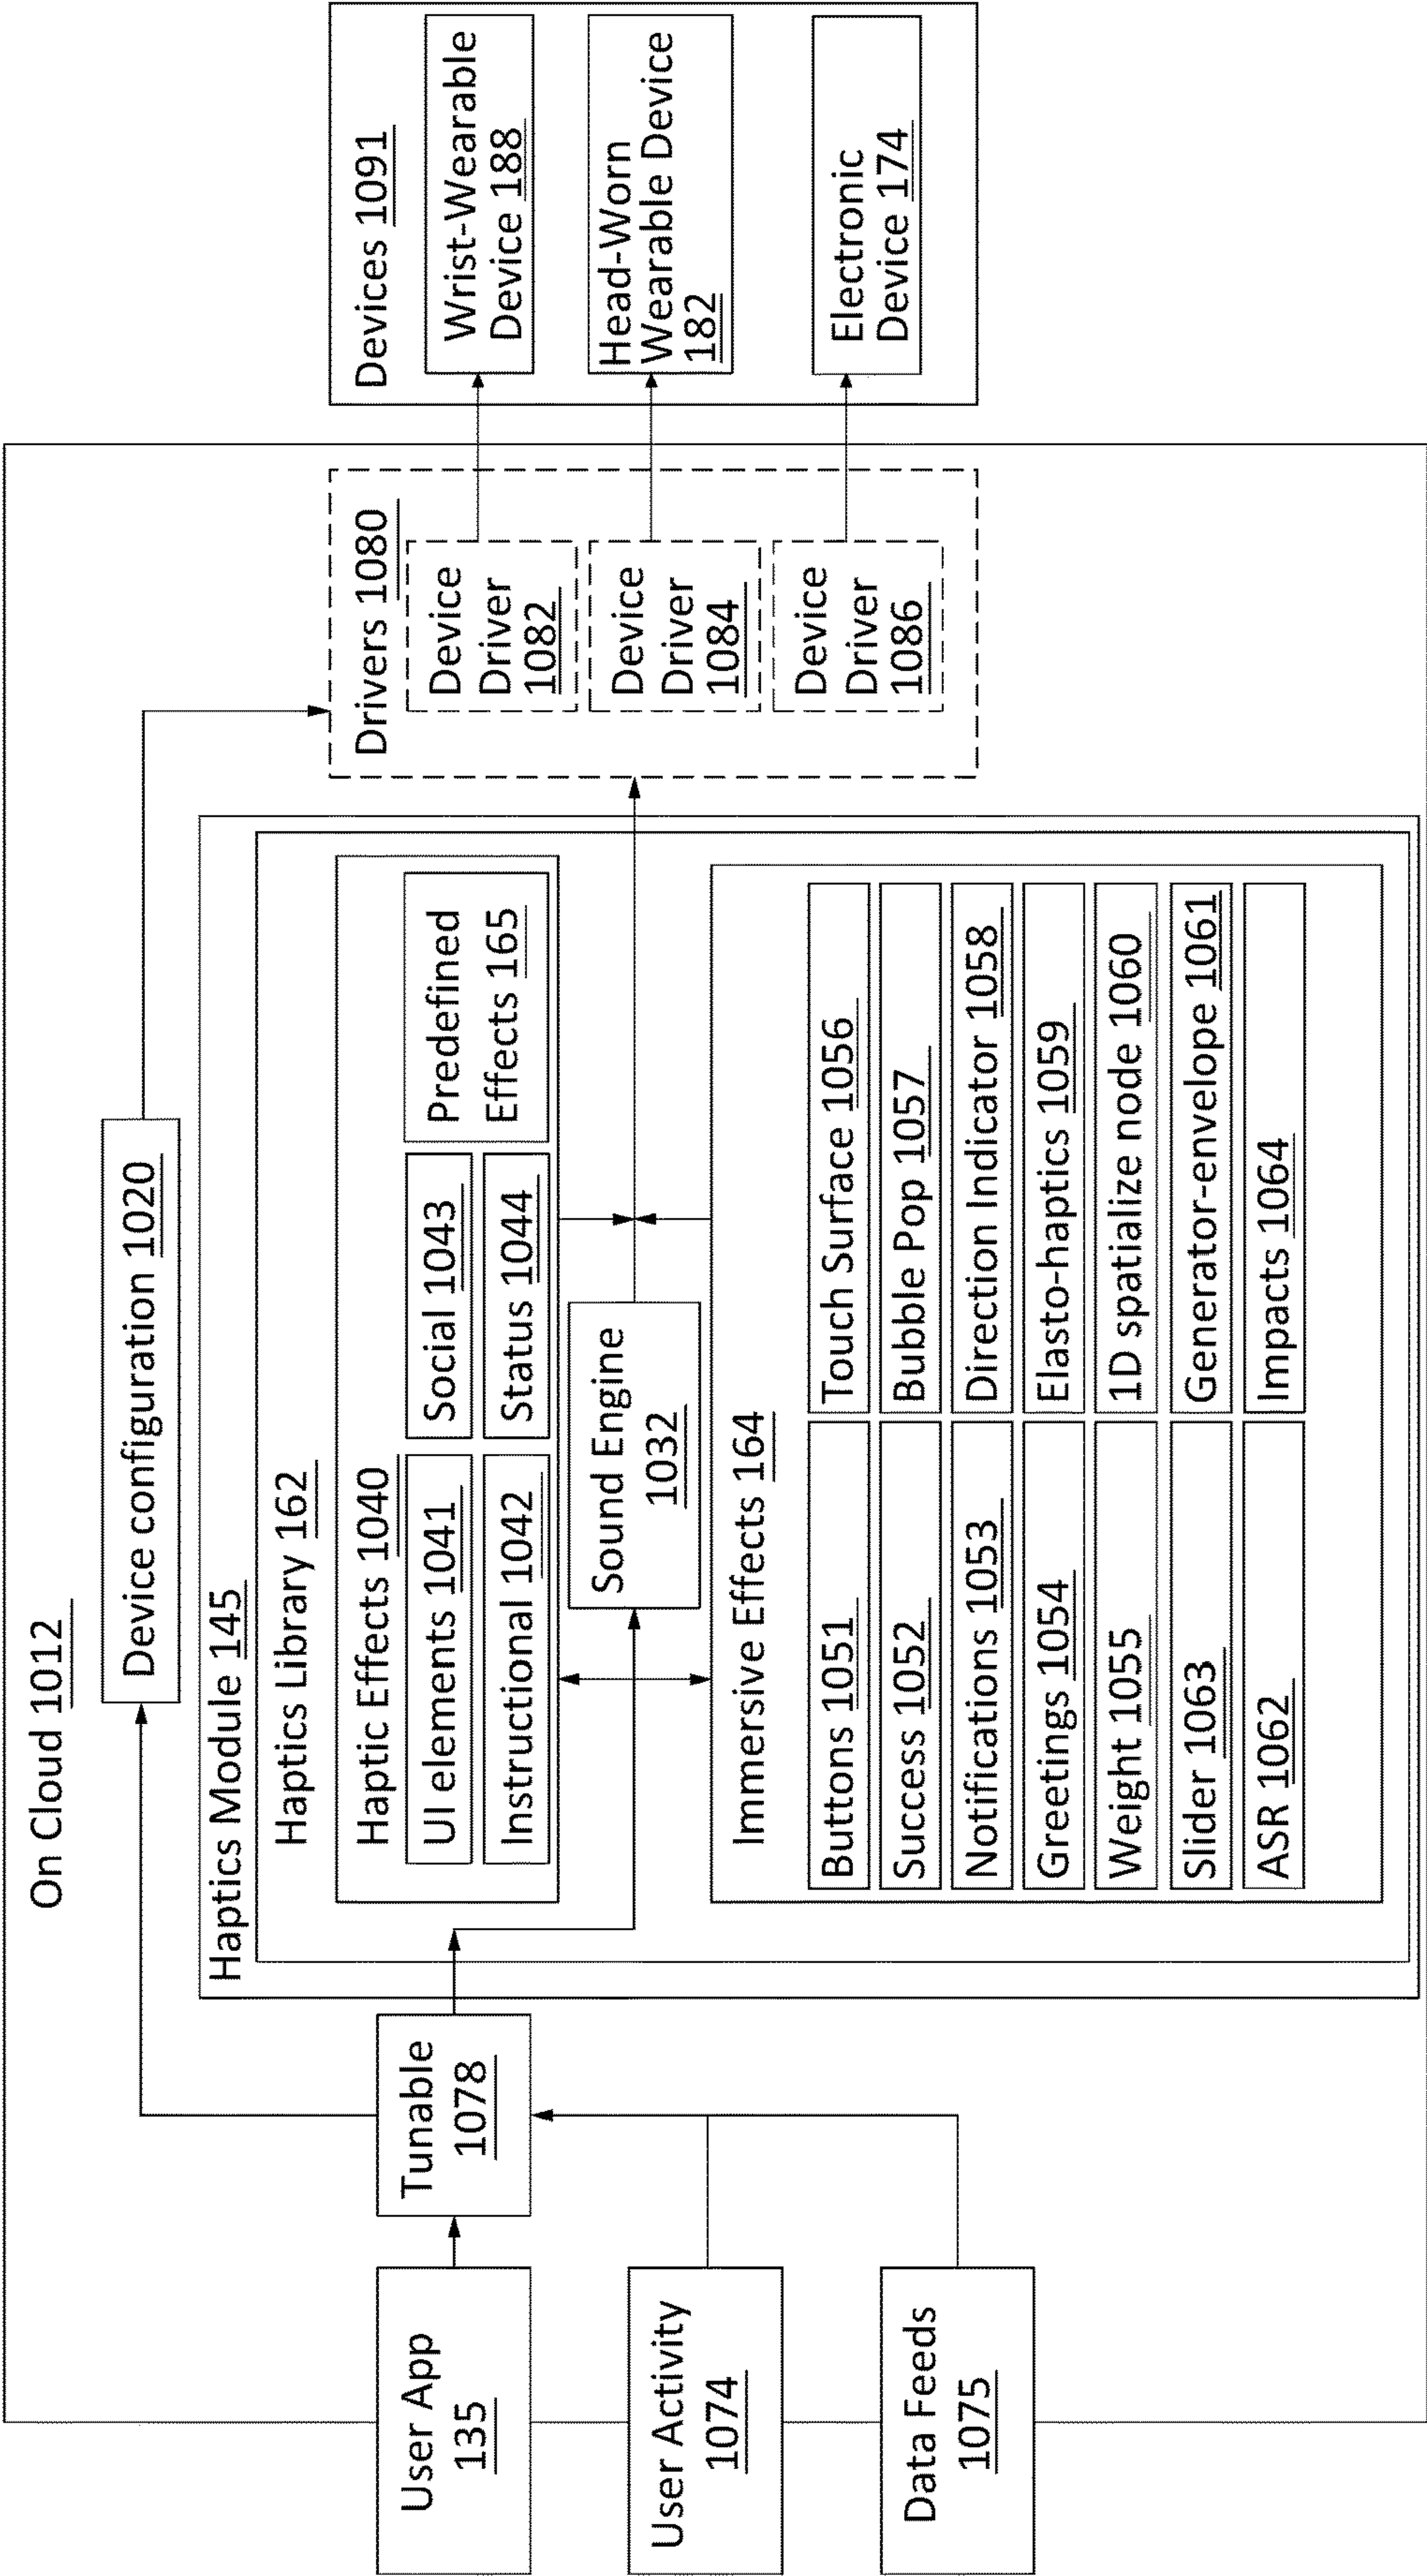 On Cloud 1012
Device configuration 1020
User App
135
User Activity
1074
Data Feeds
1075
Tunable
1078
Haptics Module 145
Haptics Library 162
Haptic Effects 1040
UI elements 1041
Social 1043
Instructional 1042
Status 1044
Predefined
Effects 165
Sound Engine
1032
Immersive Effects 164
Buttons 1051
Touch Surface 1056
Success 1052
Bubble Pop 1057
Notifications 1053
Direction Indicator 1058
Greetings 1054
Elasto-haptics 1059
Weight 1055
1D spatialize node 1060
Slider 1063
Generator-envelope 1061
ASR 1062
Impacts 1064
Drivers 1080
Device
Driver
1082
Device
Driver
1084
Device
Driver
1086
Devices 1091
Wrist-Wearable
Device 188
Head-Worn
Wearable Device
182
Electronic
Device 174